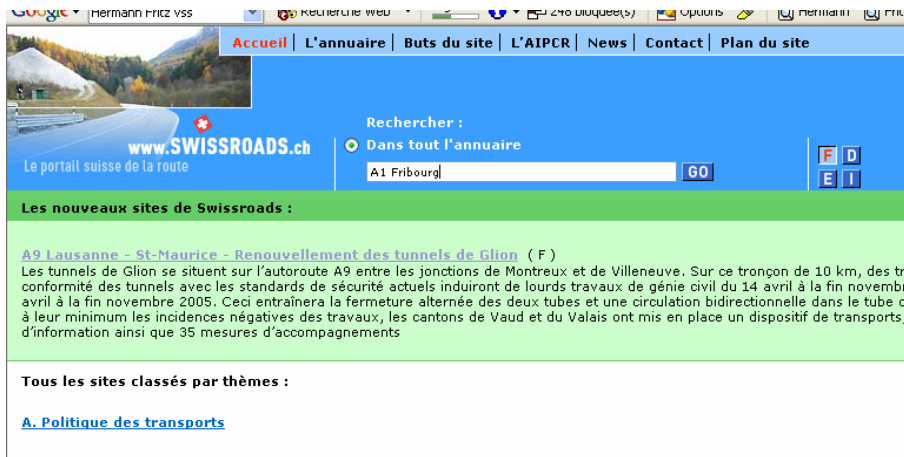 Google Hermann Fritz vss Recherche Web 248 bloquée(s) Options Hermann
Accueil | L'annuaire | Buts du site | L'AIPCR | News | Contact | Plan du site
Rechercher :
www.SWISSROADS.ch Dans tout l'annuaire
Le portail suisse de la route
A1 Fribourg GO
F D
E I
Les nouveaux sites de Swissroads :
A9 Lausanne - St-Maurice - Renouvellement des tunnels de Glion ( F )
Les tunnels de Glion se situent sur l'autoroute A9 entre les jonctions de Montreux et de Villeneuve. Sur ce tronçon de 10 km, des tr
conformité des tunnels avec les standards de sécurité actuels induiront de lourds travaux de génie civil du 14 avril à la fin novembr
avril à la fin novembre 2005. Ceci entraînera la fermeture alternée des deux tubes et une circulation bidirectionnelle dans le tube
à leur minimum les incidences négatives des travaux, les cantons de Vaud et du Valais ont mis en place un dispositif de transports,
d'information ainsi que 35 mesures d'accompagnements
Tous les sites classés par thèmes :
A. Politique des transports